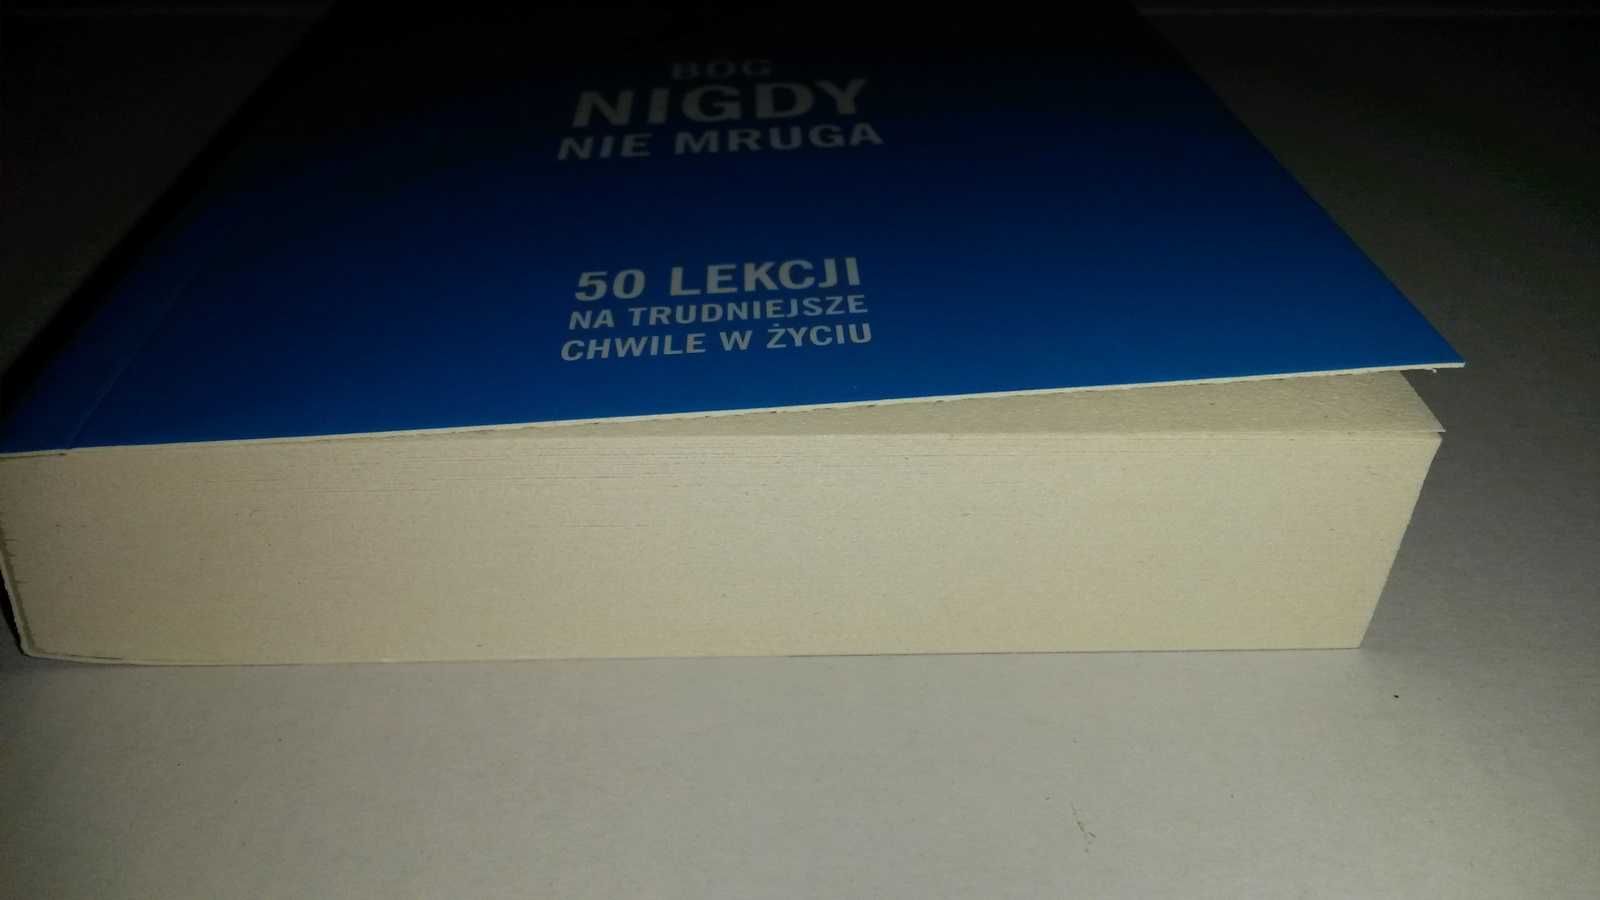 BÓG
NIGDY
NIE MRUGA
50 LEKCJI
NA TRUDNIEJSZE
CHWILE W ŻYCIU